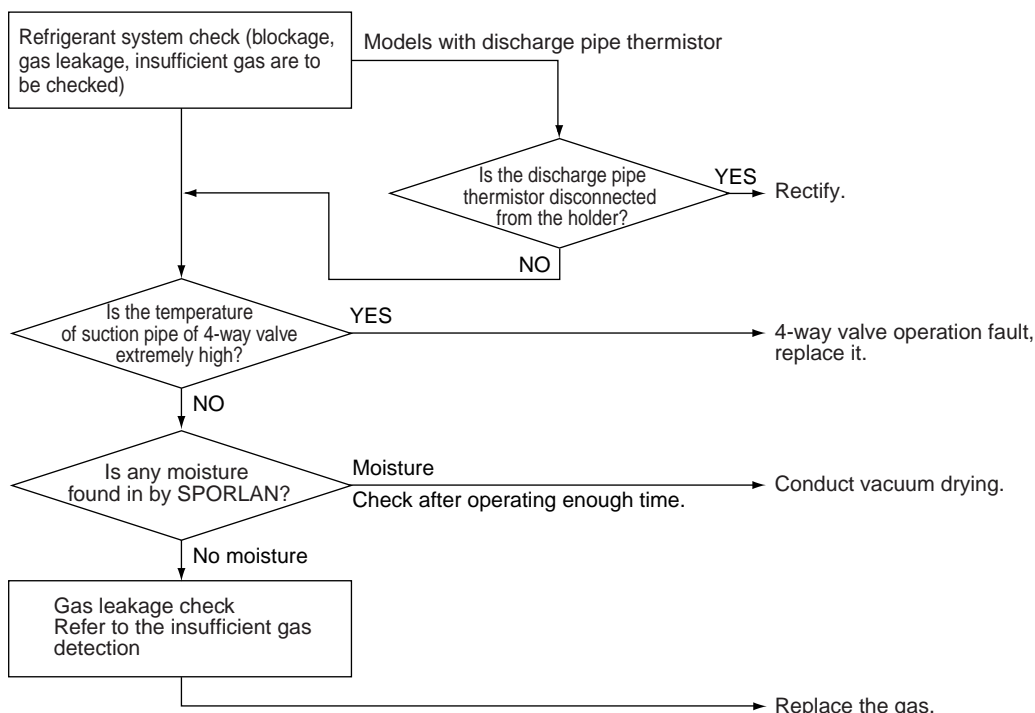 Refrigerant system check (blockage,
gas leakage, insufficient gas are to
be checked)
Models with discharge pipe thermistor
Is the discharge pipe
thermistor disconnected
from the holder?
YES
Rectify.
NO
Is the temperature
of suction pipe of 4-way valve
extremely high?
YES
4-way valve operation fault,
replace it.
NO
Is any moisture
found in by SPORLAN?
Moisture
Check after operating enough time.
Conduct vacuum drying.
No moisture
Gas leakage check
Refer to the insufficient gas
detection
Replace the gas.